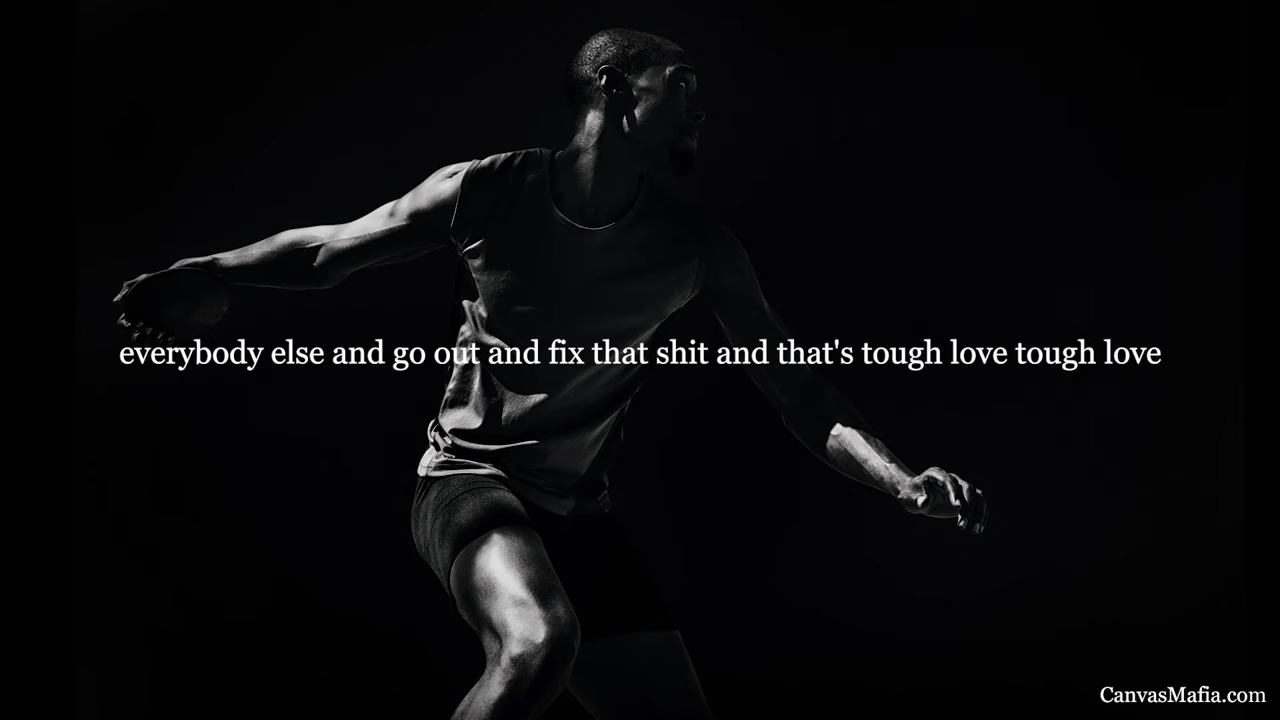 everybody else and go out and fix that shit and that's tough love tough love
CanvasMafia.com